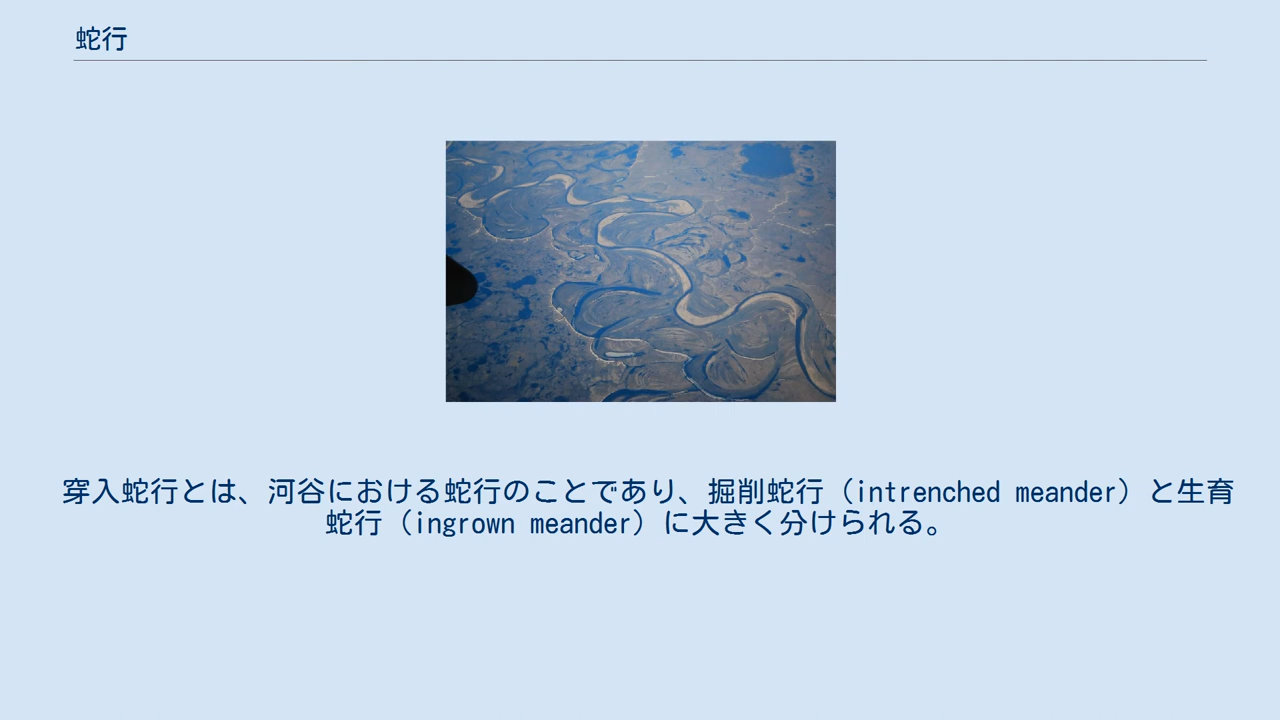 蛇行
穿入蛇行とは、河谷における蛇行のことであり、掘削蛇行（intrenched meander）と生育
蛇行（ingrown meander）に大きく分けられる。